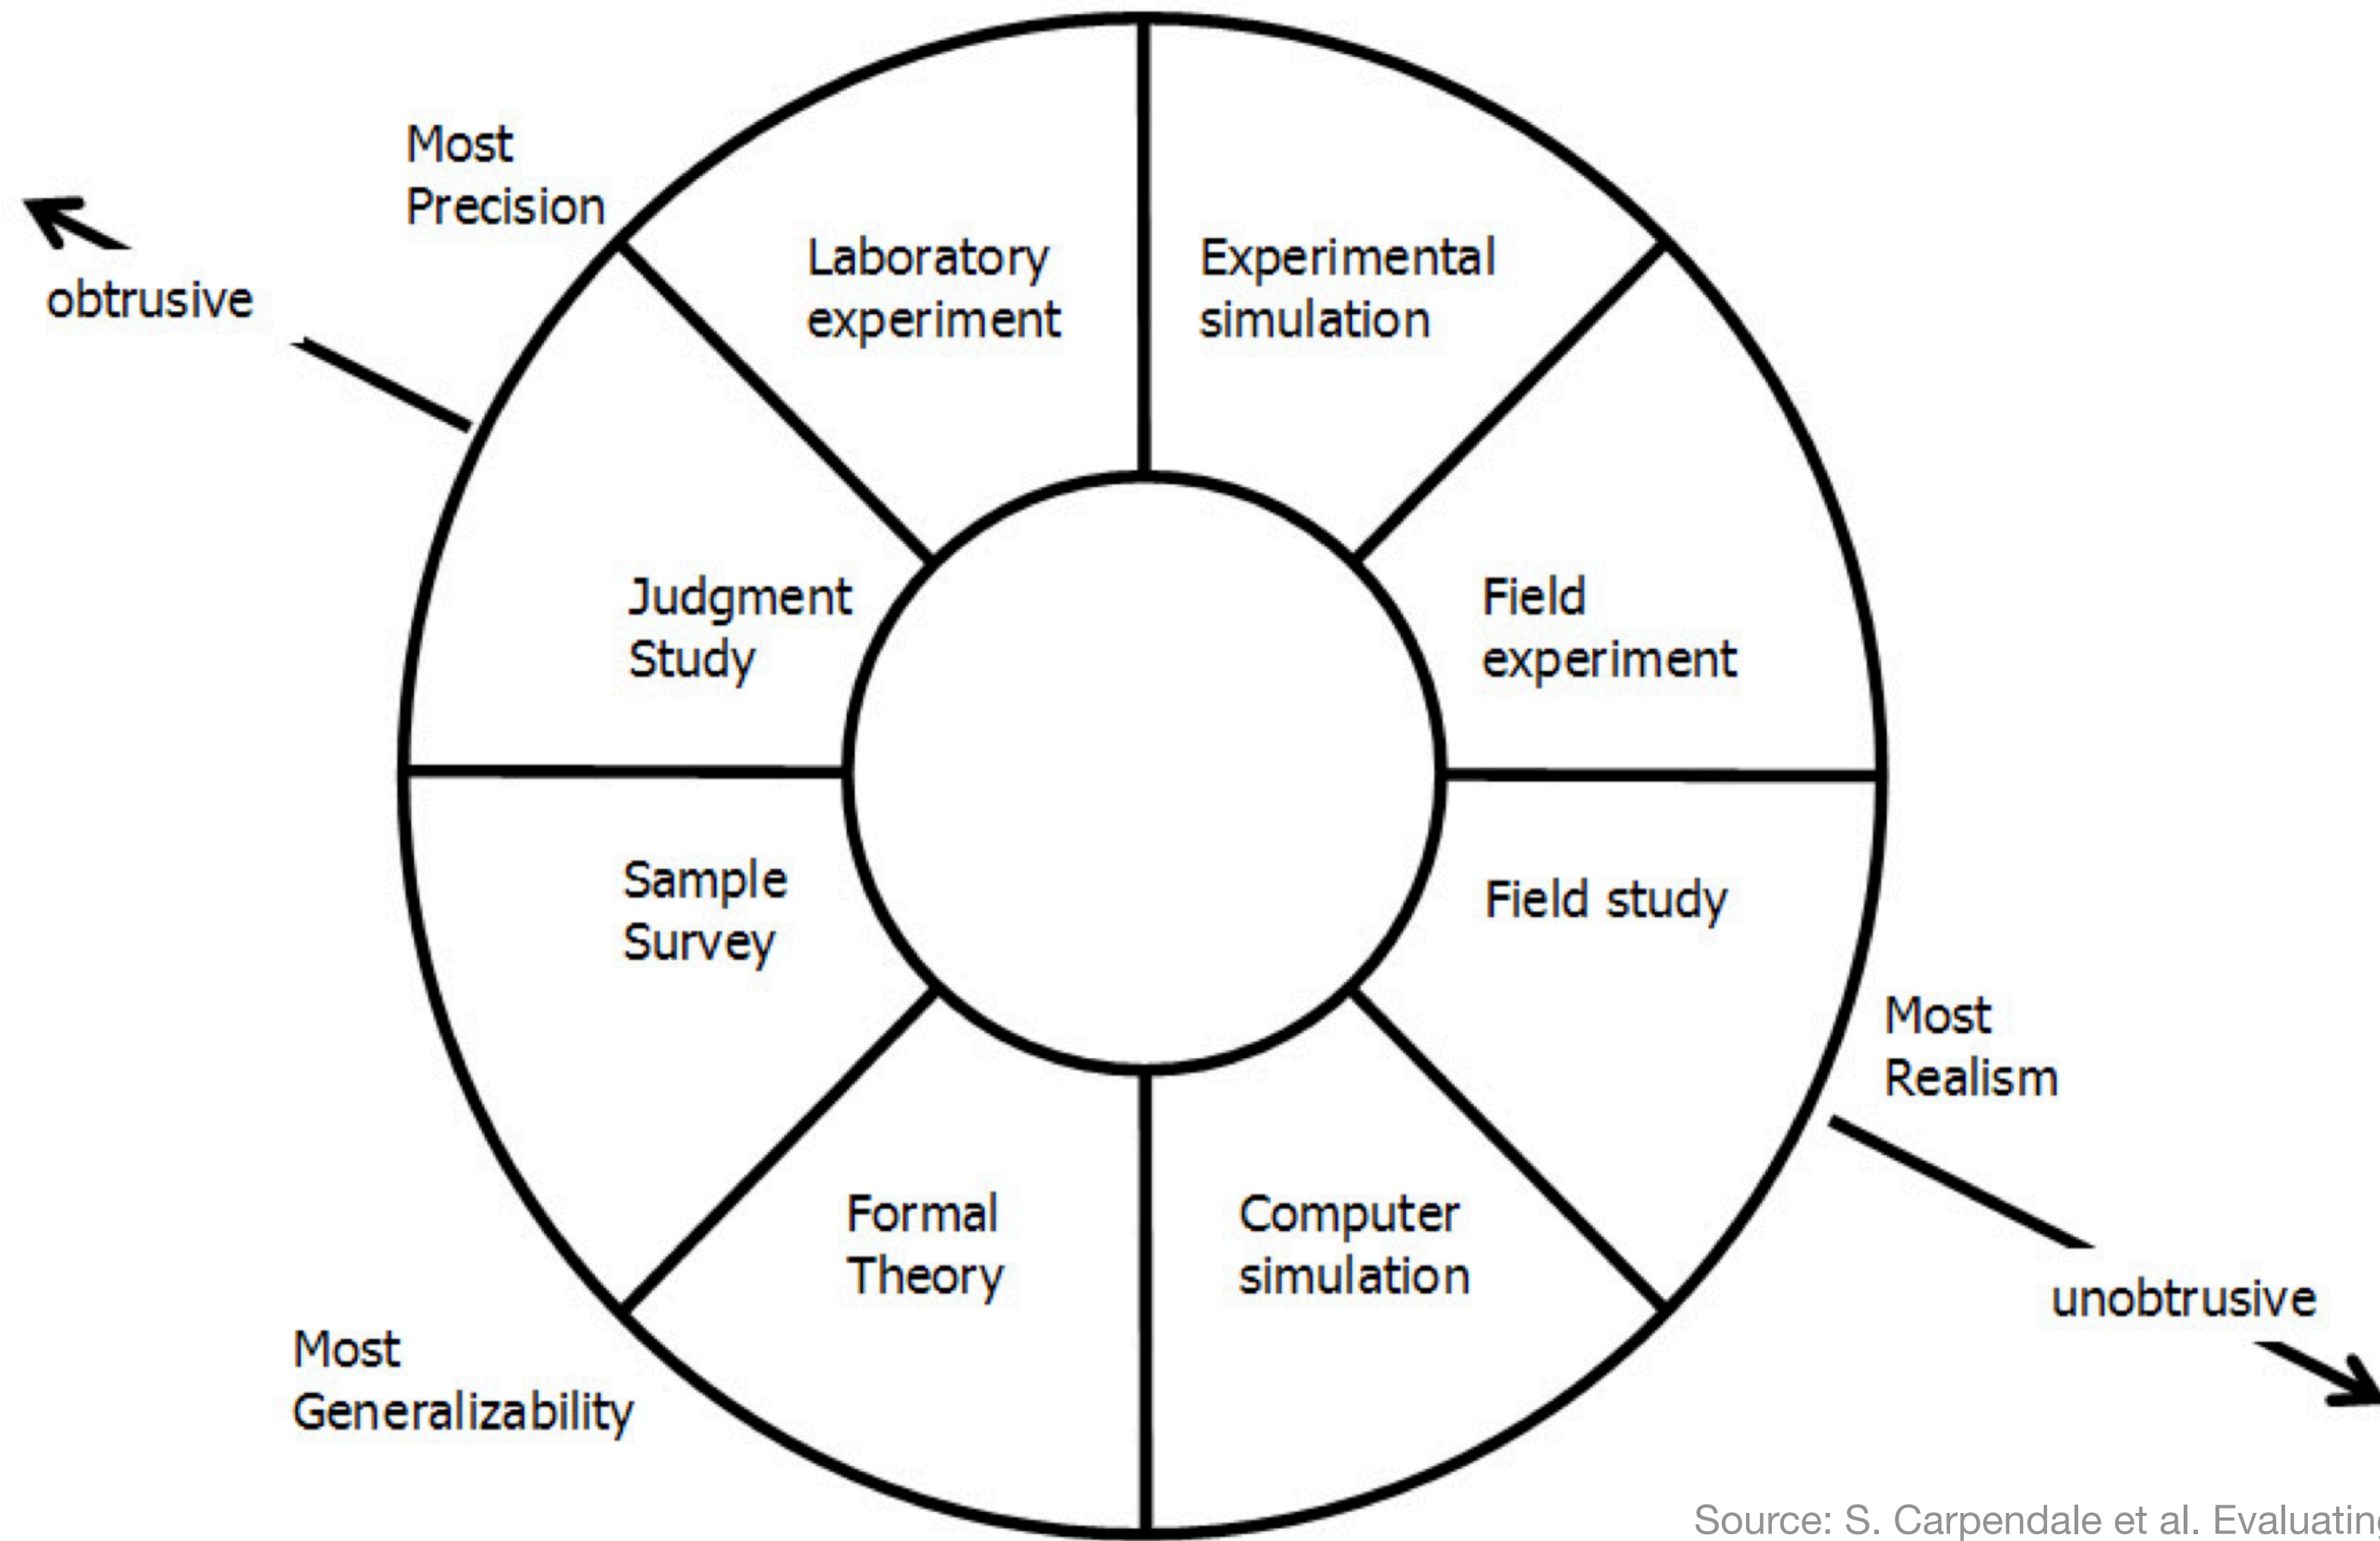 Most
Precision
obtrusive
Laboratory
experiment
Experimental
simulation
Judgment
Study
Field
experiment
Sample
Survey
Field study
Most
Realism
Formal
Theory
Computer
simulation
unobtrusive
Most
Generalizability
Source: S. Carpendale et al. Evaluating